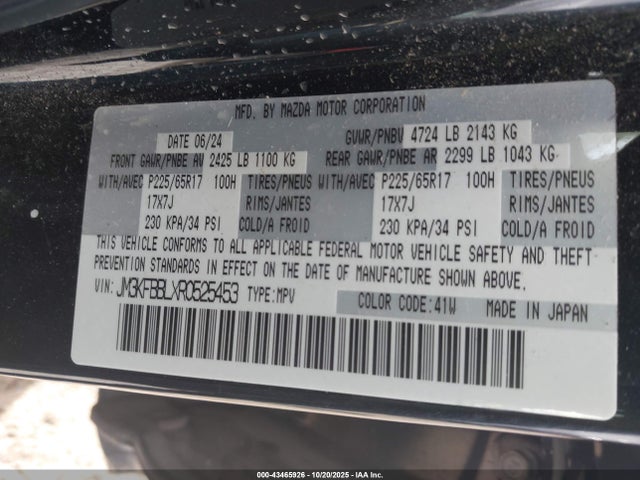 MFD. BY MAZDA MOTOR CORPORATION
DATE 06/24 GVWR/PNBV 4724 LB 2143 KG
FRONT GAWR/PNBE AV 2425 LB 1100 KG REAR GAWR/PNBE AR 2299 LB 1043 KG
WITH/AVEC P225/65R17 100H TIRES/PNEUS WITH/AVEC P225/65R17 100H TIRES/PNEUS
17X7J RIMS/JANTES 17X7J RIMS/JANTES
230 KPA/34 PSI COLD/A FROID 230 KPA/34 PSI COLD/A FROID
THIS VEHICLE CONFORMS TO ALL APPLICABLE FEDERAL MOTOR VEHICLE SAFETY AND THEFT
PREVENTION STANDARDS IN EFFECT ON THE DATE OF MANUFACTURE SHOWN ABOVE.
VIN: JM3KFBBLXR0525453 TYPE:MPV COLOR CODE:41W MADE IN JAPAN
000-43465926 - 10/20/2025 - IAA, Inc.